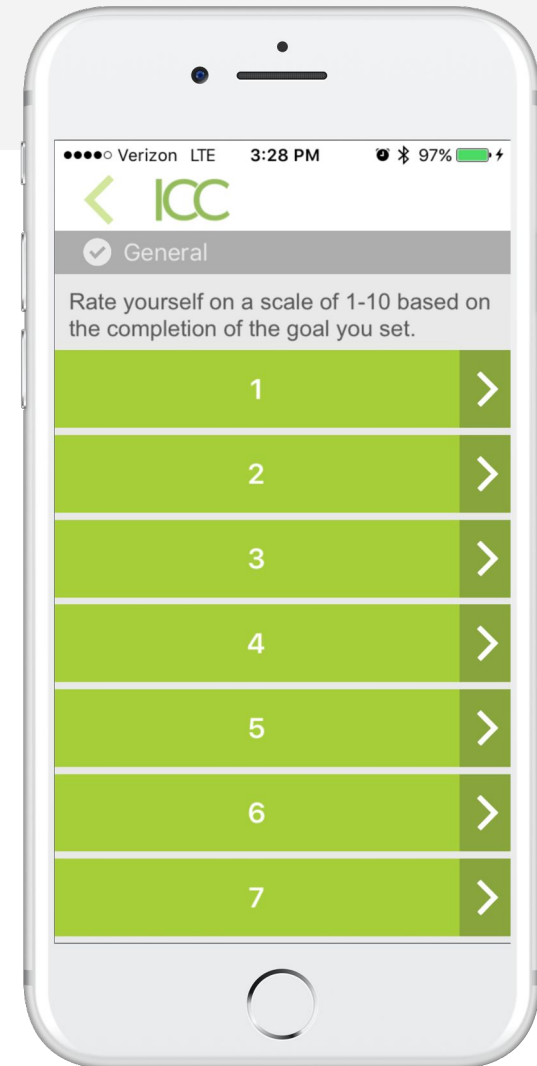 Verizon LTE 3:28 PM 97%
ICC
General
Rate yourself on a scale of 1-10 based on
the completion of the goal you set.
1
2
3
4
5
6
7